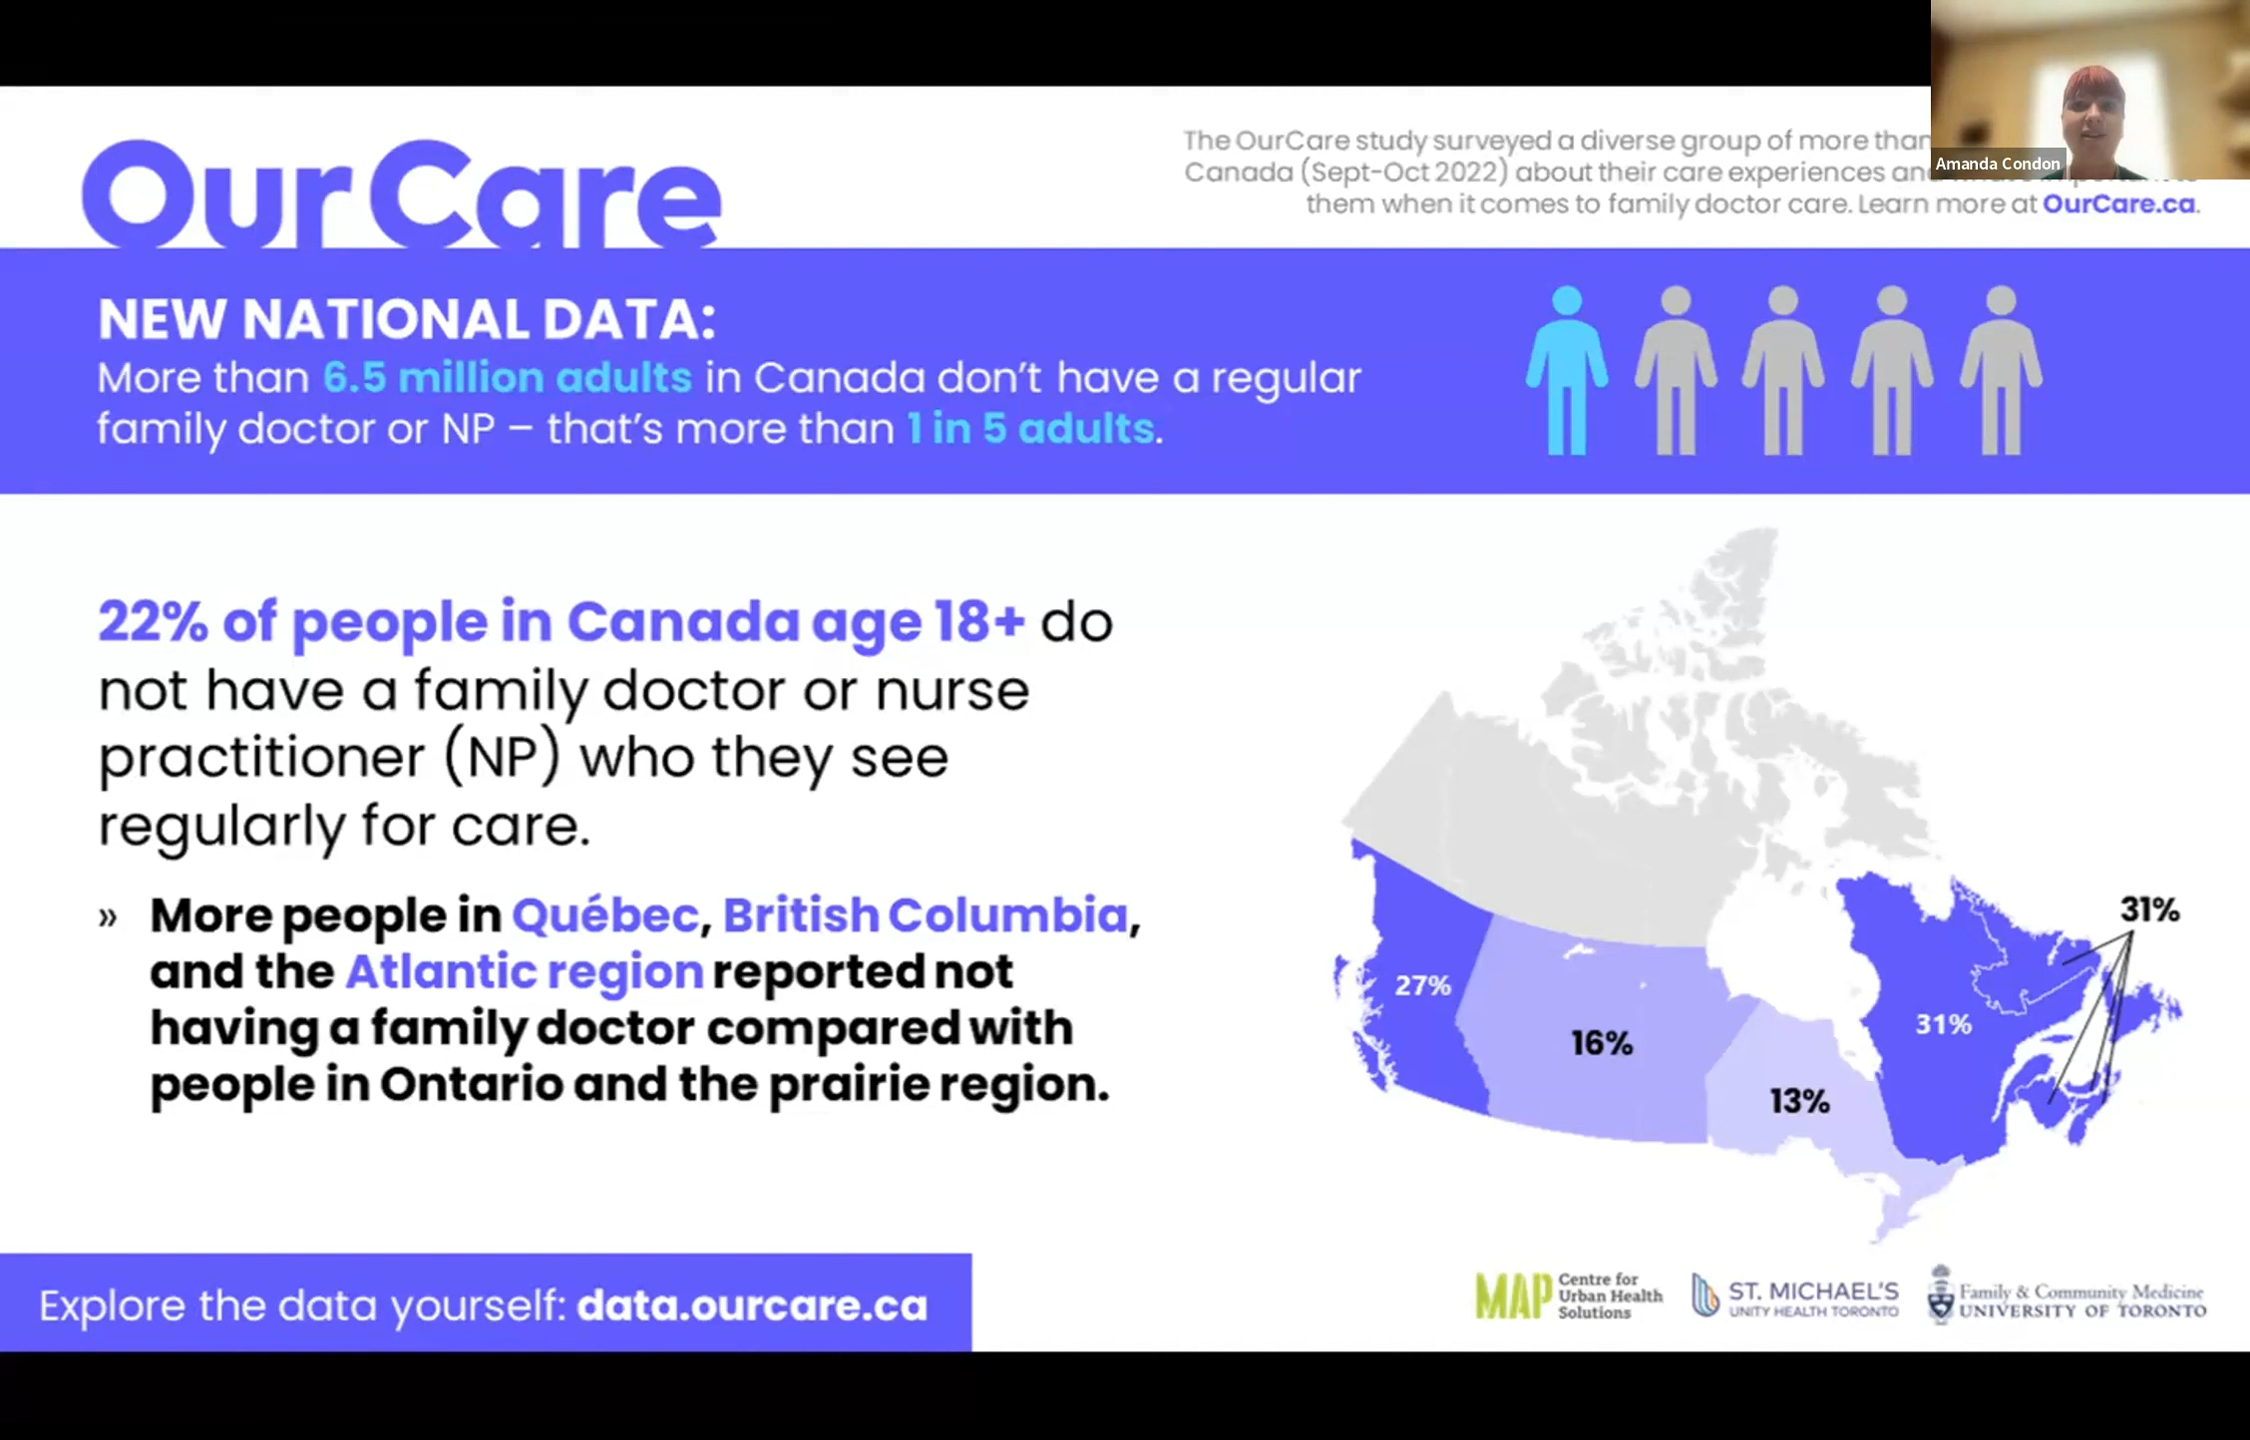 Amanda Condon
OurCare
The OurCare study surveyed a diverse group of more than
Canada (Sept-Oct 2022) about their care experiences
them when it comes to family doctor care. Learn more at OurCare.ca.
NEW NATIONAL DATA:
More than 6.5 million adults in Canada don't have a regular
family doctor or NP – that's more than 1 in 5 adults.
22% of people in Canada age 18+ do
not have a family doctor or nurse
practitioner (NP) who they see
regularly for care.
» More people in Québec, British Columbia,
and the Atlantic region reported not
having a family doctor compared with
people in Ontario and the prairie region.
31%
27%
16%
31%
13%
Explore the data yourself: data.ourcare.ca
MAP Centre for
Urban Health
Solutions
ST. MICHAEL'S
UNITY HEALTH TORONTO
Family & Community Medicine
UNIVERSITY OF TORONTO